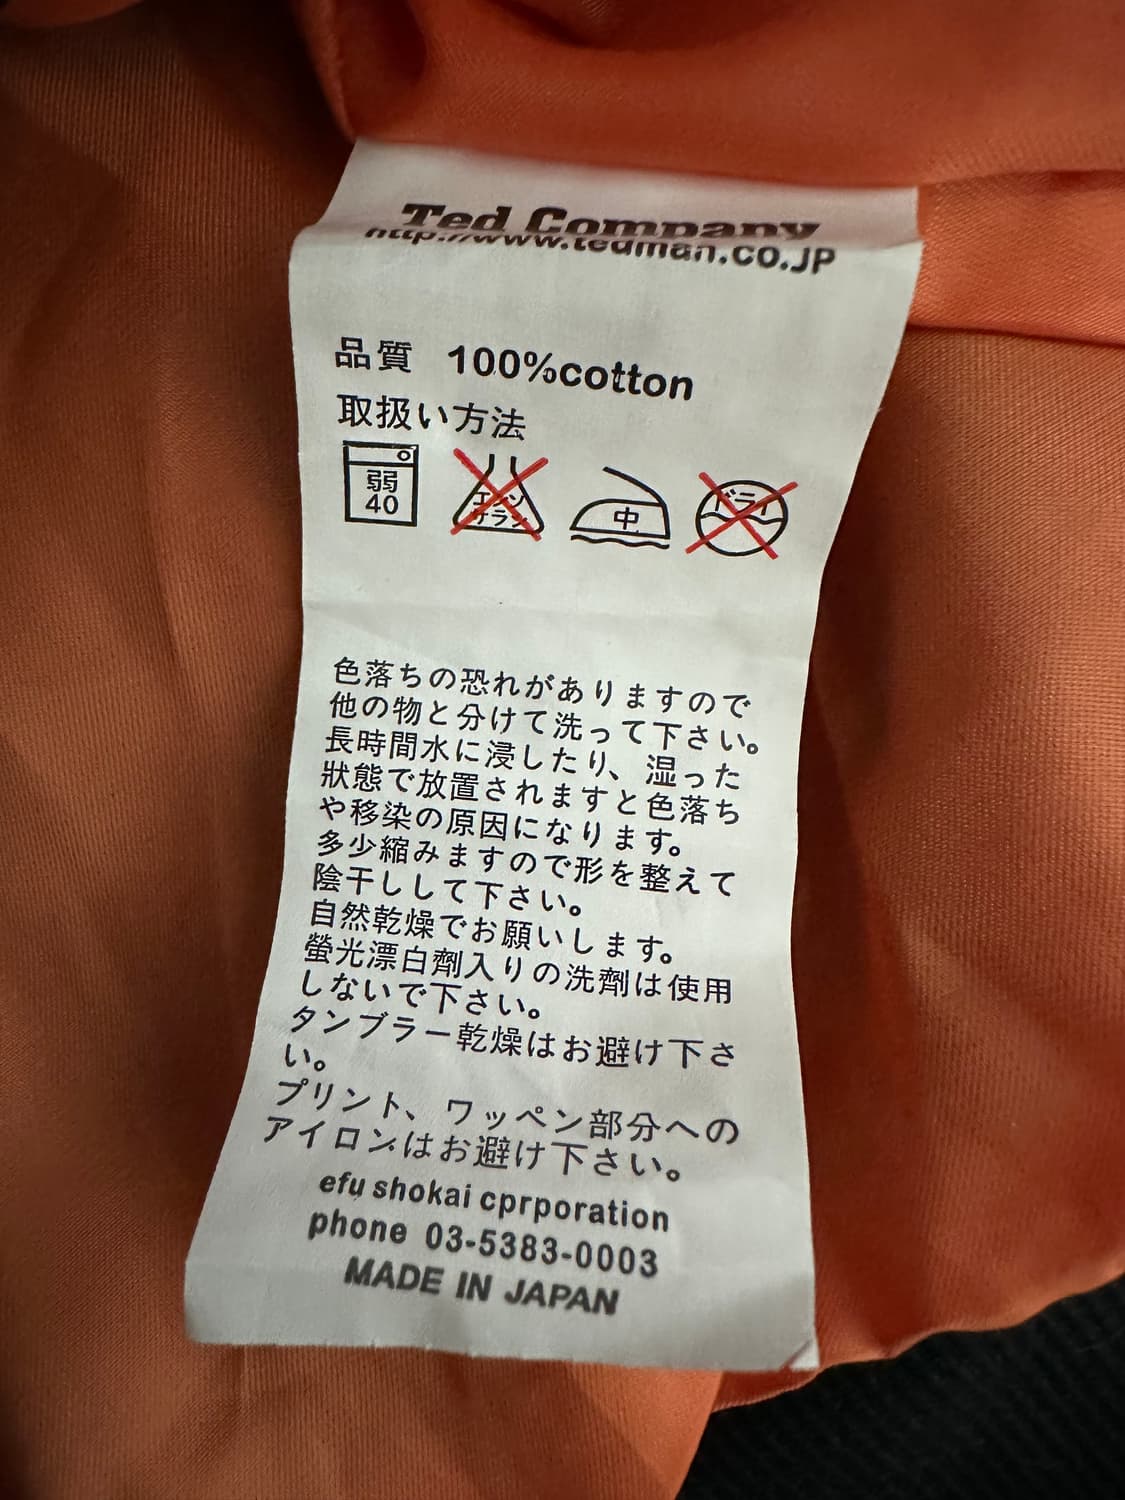 Ted Company
http://www.tedman.co.JP
品質 100%cotton
取扱い方法
弱
40
エンソ
サラシ
中
ドライ
色落ちの恐れがありますので
他の物と分けて洗って下さい。
長時間水に浸したり、湿った
狀態で放置されますと色落ち
や移染の原因になります。
多少縮みますので形を整えて
陰干しして下さい。
自然乾燥でお願いします。
螢光漂白劑入りの洗劑は使用
しないで下さい。
タンブラー乾燥はお避け下さ
い。
プリント、ワッペン部分への
アイロンはお避け下さい。
efu shokai cprporation
phone 03-5383-0003
MADE IN JAPAN